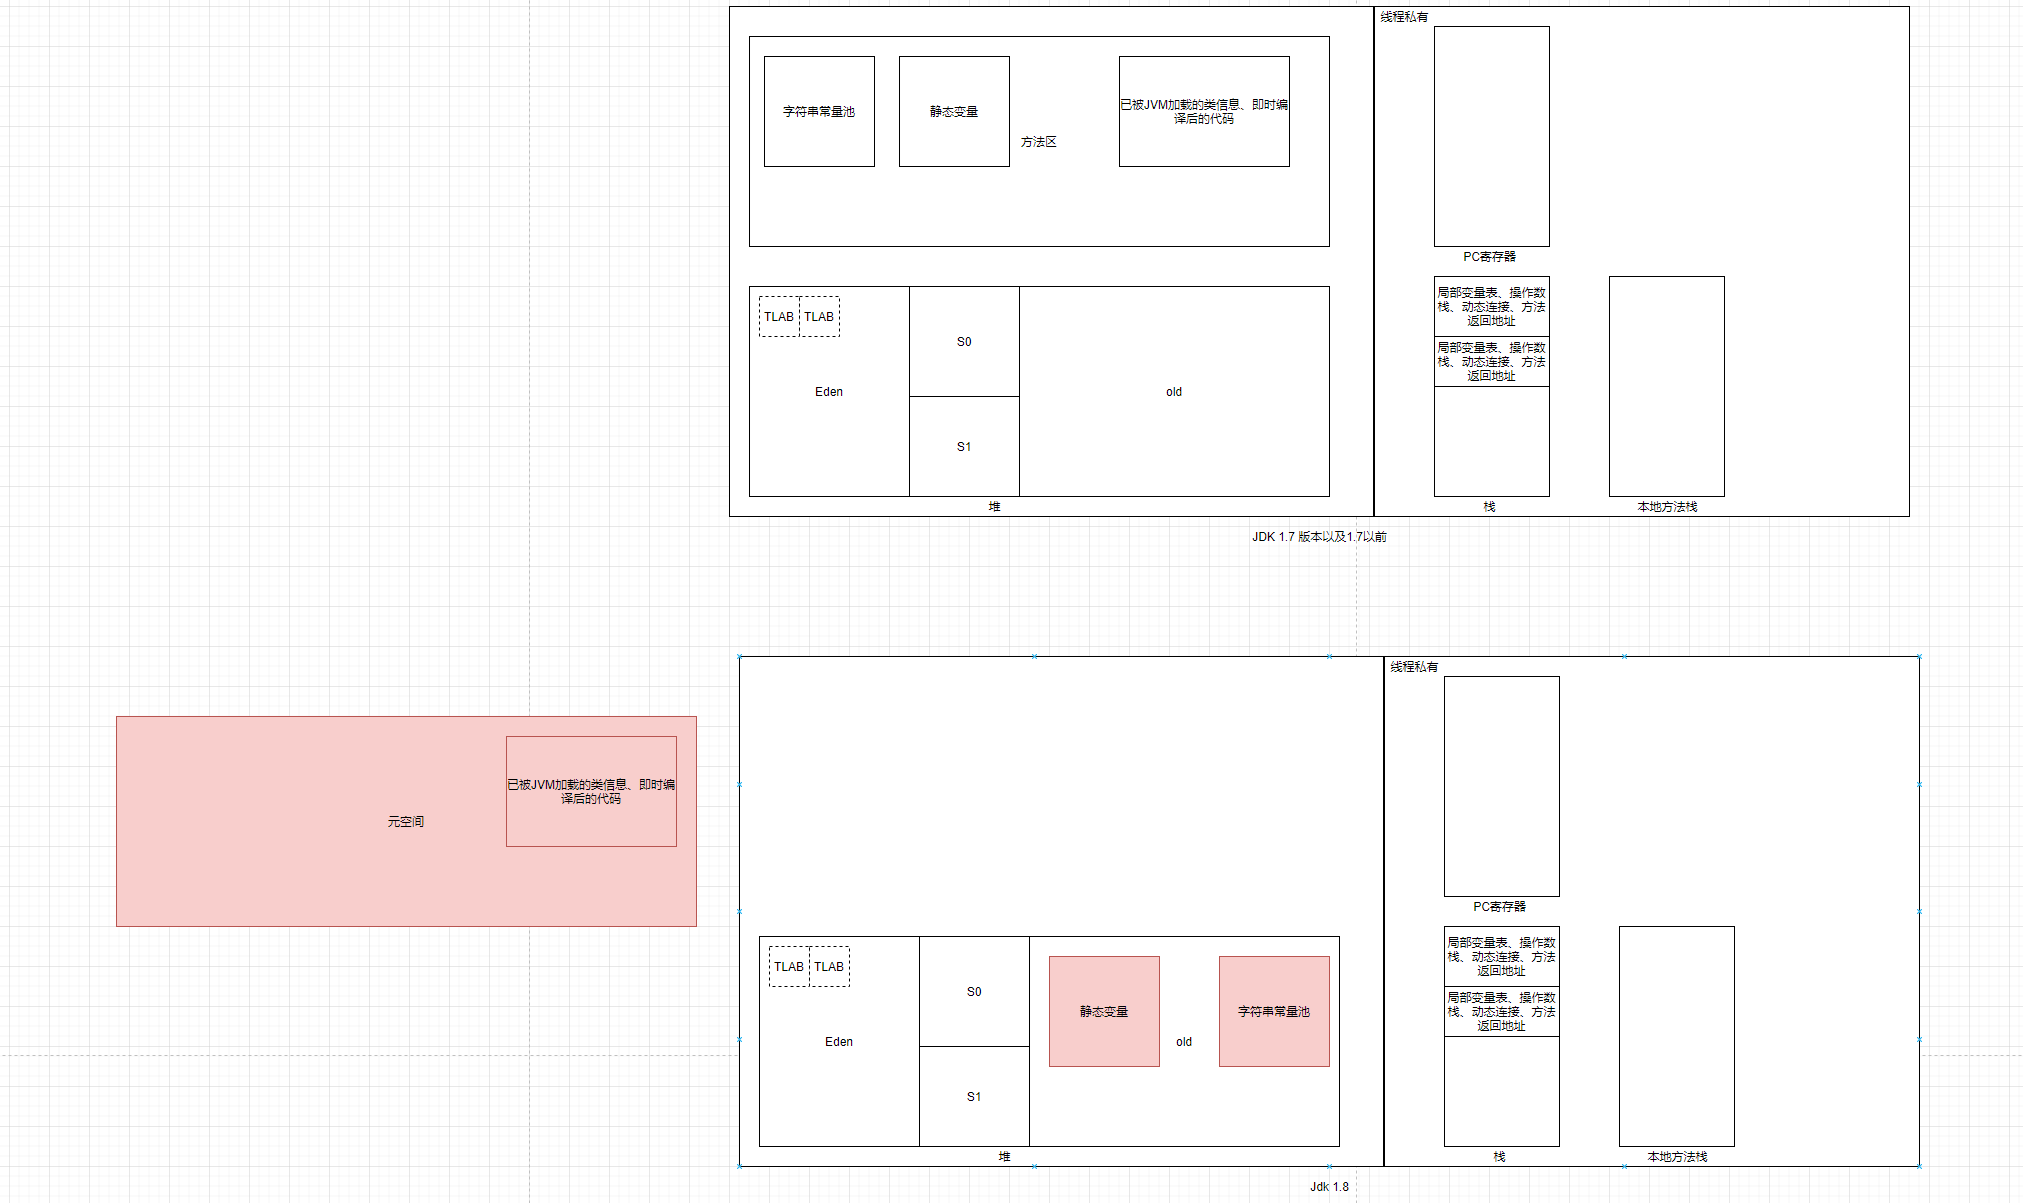 线程私有
字符串常量池
静态变量
已被JVM加载的类信息、即时编
译后的代码
方法区
PC寄存器
TLAB
TLAB
Eden
S0
S1
old
堆
局部变量表、操作数
栈、动态连接、方法
返回地址
局部变量表、操作数
栈、动态连接、方法
返回地址
栈
本地方法栈
JDK 1.7 版本以及1.7以前
线程私有
已被JVM加载的类信息、即时编
译后的代码
元空间
PC寄存器
TLAB
TLAB
Eden
S0
S1
静态变量
old
字符串常量池
堆
局部变量表、操作数
栈、动态连接、方法
返回地址
局部变量表、操作数
栈、动态连接、方法
返回地址
栈
本地方法栈
Jdk 1.8